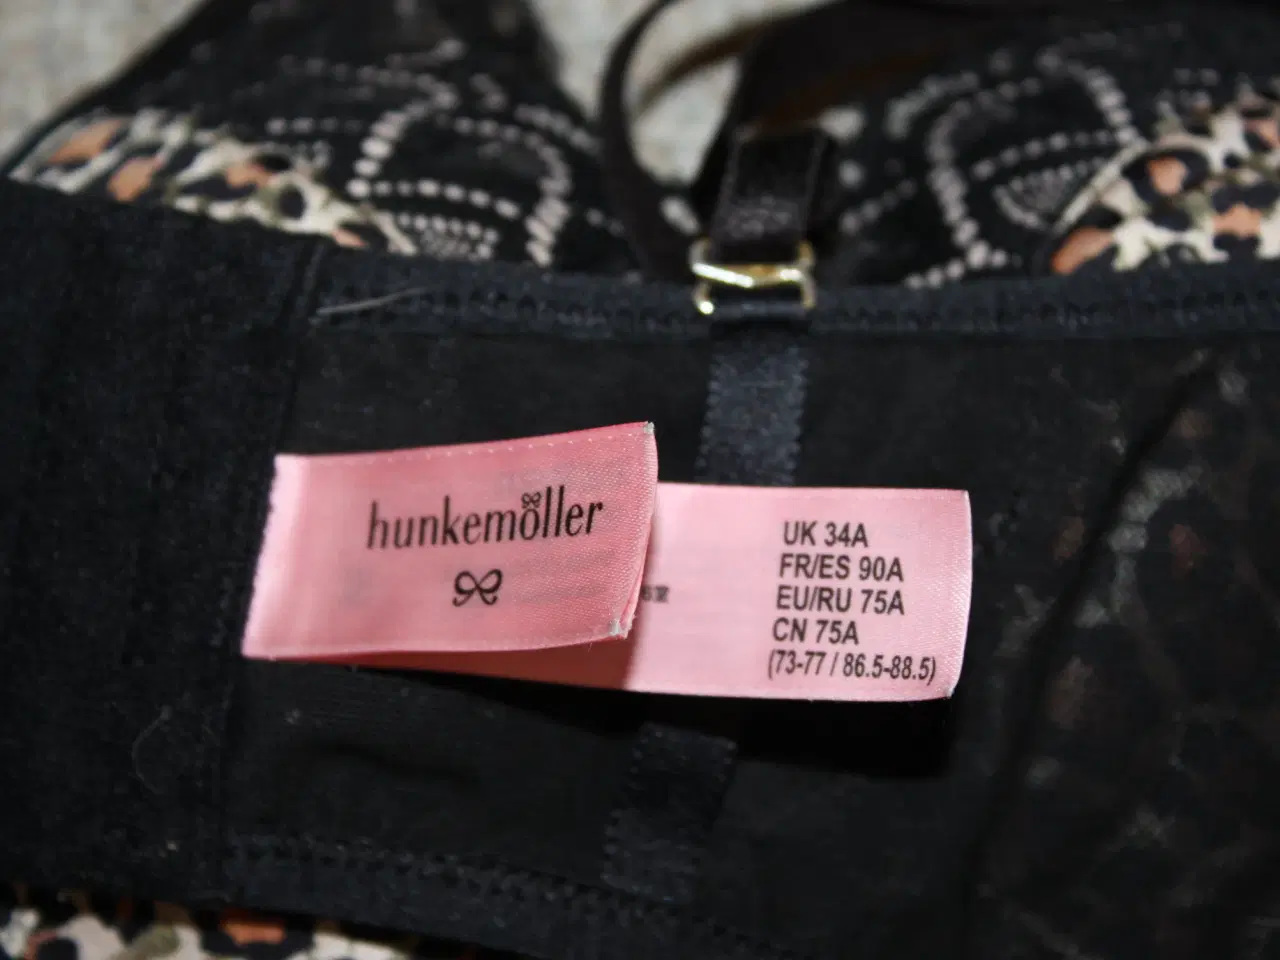 hunkemöller
UK 34A
FR/ES 90A
EU/RU 75A
CN 75A
(73-77 / 86.5-88.5)